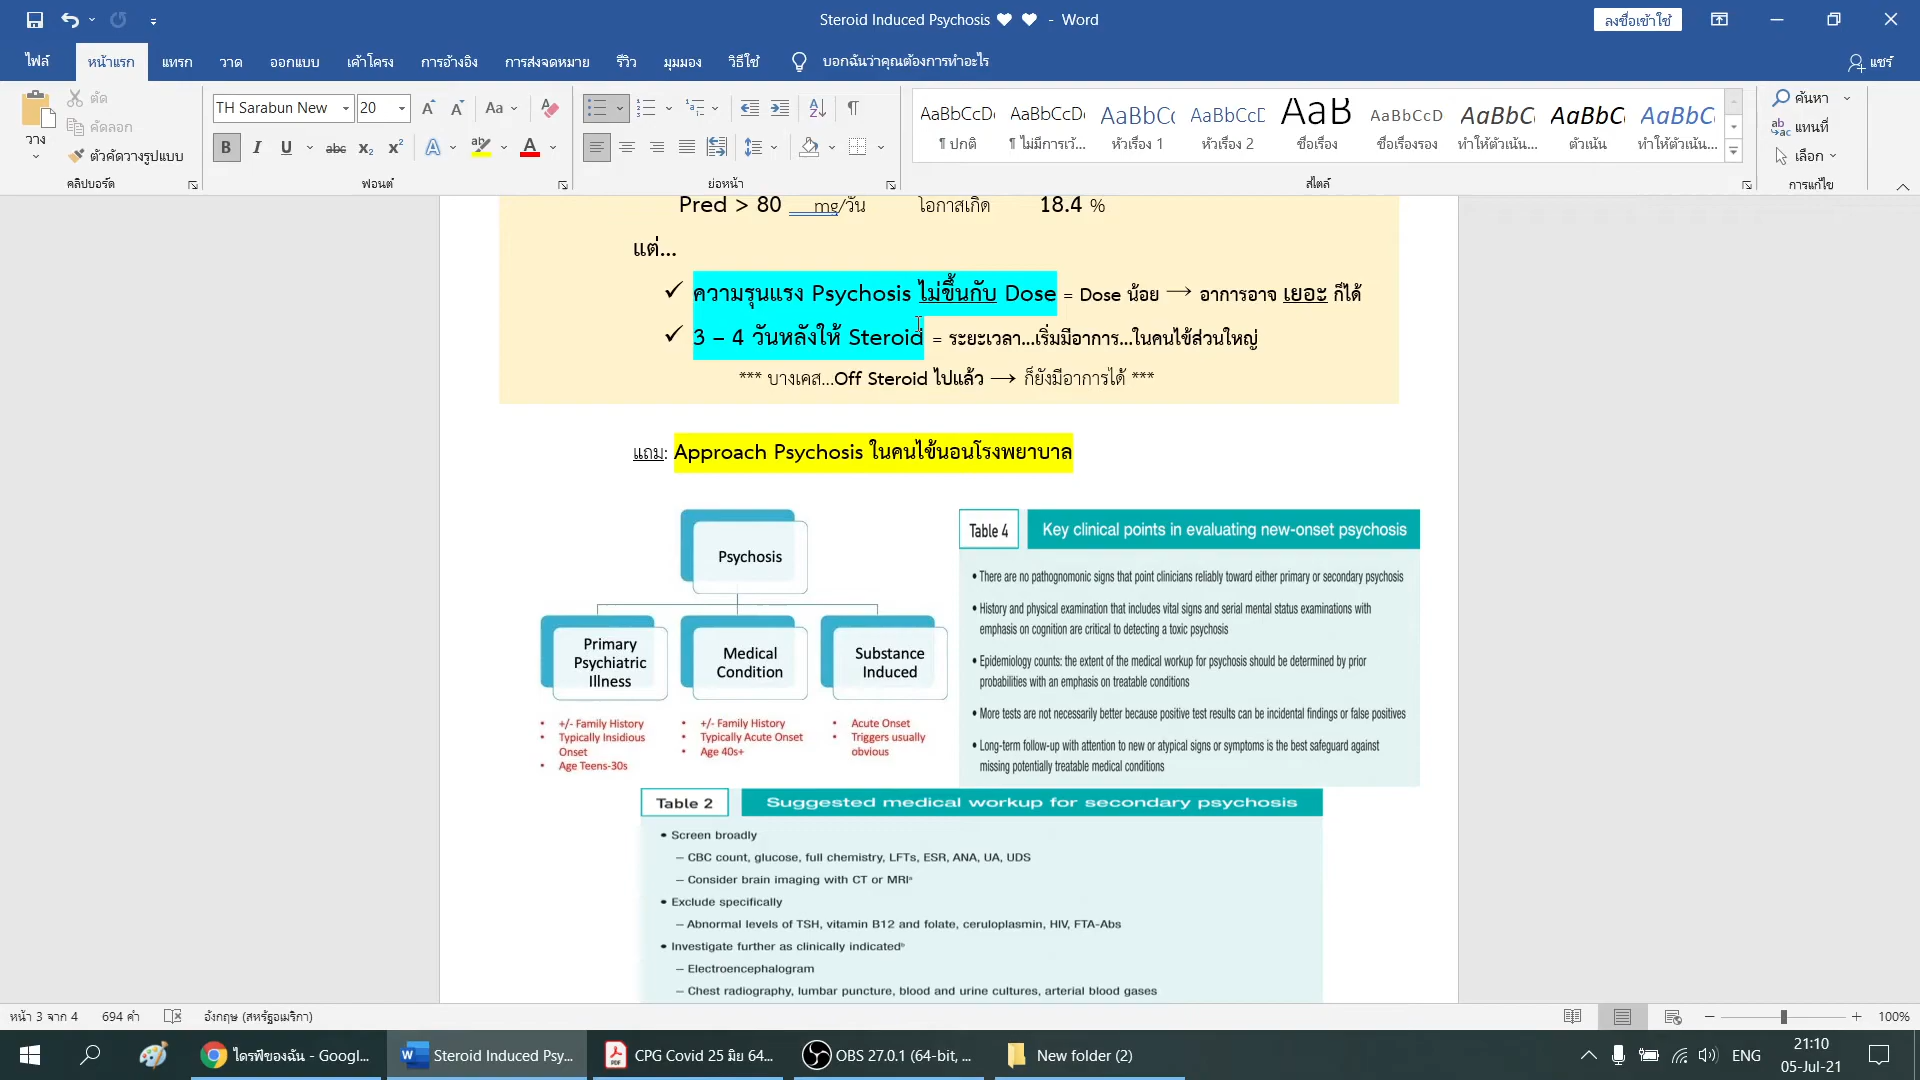 Steroid Induced Psychosis ♥ ♥ - Word
ลงชื่อเข้าใช้
ไฟล์ หน้าแรก แทรก วาด ออกแบบ เค้าโครง การอ้างอิง การส่งจดหมาย รีวิว มุมมอง วิธีใช้ บอกฉันว่าคุณต้องการทำอะไร แชร์
วาง
ตัด
คัดลอก
ตัวคัดวางรูปแบบ
คลิปบอร์ด
TH Sarabun New 20
ฟอนต์
ย่อหน้า
AaBbCcDc AaBbCcDc AaBbCc AaBbCcD AaB AaBbCcD AaBbC AaBbC AaBbC
¶ ปกติ ¶ ไม่มีการเว้... หัวเรื่อง 1 หัวเรื่อง 2 ชื่อเรื่อง ชื่อเรื่องรอง ทำให้ตัวเน้น... ตัวเน้น ทำให้ตัวเน้น...
สไตล์
ค้นหา
แทนที่
เลือก
การแก้ไข
Pred > 80 mg/วัน โอกาสเกิด 18.4 %
แต่...
✓ ความรุนแรง Psychosis ไม่ขึ้นกับ Dose = Dose น้อย → อาการอาจ เยอะ ก็ได้
✓ 3 – 4 วันหลังให้ Steroid = ระยะเวลา...เริ่มมีอาการ...ในคนไข้ส่วนใหญ่
*** บางเคส...Off Steroid ไปแล้ว → ก็ยังมีอาการได้ ***
แถม: Approach Psychosis ในคนไข้นอนโรงพยาบาล
Psychosis
Primary Psychiatric Illness
• +/- Family History
• Typically Insidious Onset
• Age Teens-30s
Medical Condition
• +/- Family History
• Typically Acute Onset
• Age 40s+
Substance Induced
• Acute Onset
• Triggers usually obvious
Table 4 Key clinical points in evaluating new-onset psychosis
• There are no pathognomonic signs that point clinicians reliably toward either primary or secondary psychosis
• History and physical examination that includes vital signs and serial mental status examinations with
emphasis on cognition are critical to detecting a toxic psychosis
• Epidemiology counts: the extent of the medical workup for psychosis should be determined by prior
probabilities with an emphasis on treatable conditions
• More tests are not necessarily better because positive test results can be incidental findings or false positives
• Long-term follow-up with attention to new or atypical signs or symptoms is the best safeguard against
missing potentially treatable medical conditions
Table 2 Suggested medical workup for secondary psychosis
• Screen broadly
– CBC count, glucose, full chemistry, LFTs, ESR, ANA, UA, UDS
– Consider brain imaging with CT or MRIᵃ
• Exclude specifically
– Abnormal levels of TSH, vitamin B12 and folate, ceruloplasmin, HIV, FTA-Abs
• Investigate further as clinically indicatedᵇ
– Electroencephalogram
– Chest radiography, lumbar puncture, blood and urine cultures, arterial blood gases
หน้า 3 จาก 4 694 คำ อังกฤษ (สหรัฐอเมริกา) 100%
ไดรฟ์ของฉัน - Googl... Steroid Induced Psy... CPG Covid 25 มิย 64... OBS 27.0.1 (64-bit, ... New folder (2) ENG 21:10
05-Jul-21